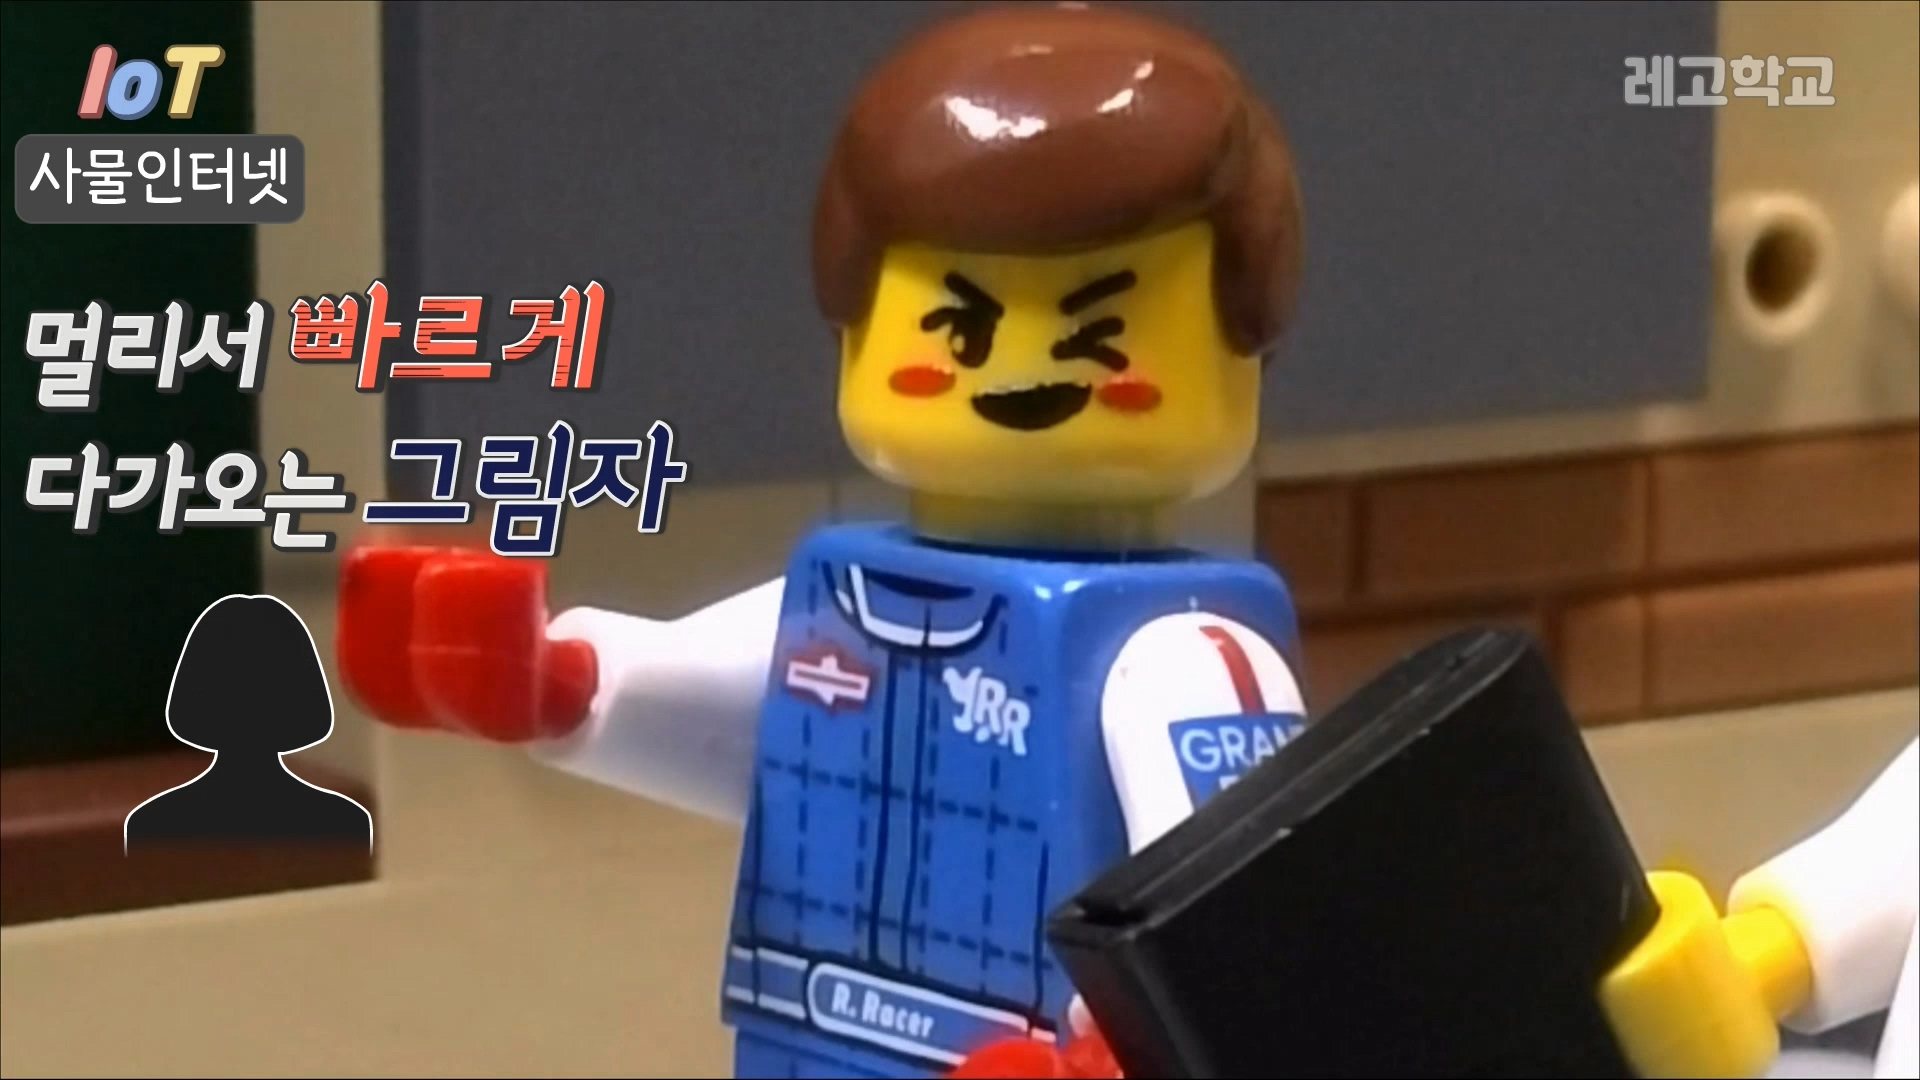 IoT
레고학교
사물인터넷
멀리서 빠르게
다가오는 그림자
YRR
GRAN
R. Racer